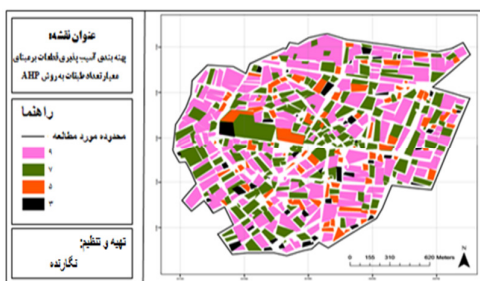 عنوان نقشه:
پهنه بندی آسیب پذیری قطعات بر مبنای
معیار تعداد طبقات به روش AHP
راهنما
محدوده مورد مطالعه
۹
۷
۵
۳
تهیه و تنظیم:
نگارنده
0 155 310 620 Meters
N